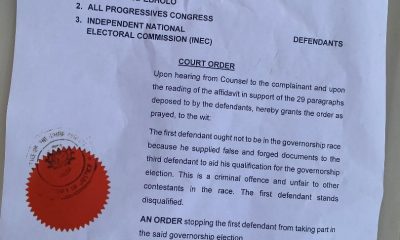 EBHOLO
2. ALL PROGRESSIVES CONGRESS
3. INDEPENDENT NATIONAL
ELECTORAL COMMISSION (INEC)
DEFENDANTS
COURT ORDER
Upon hearing from Counsel to the complainant and upon
the reading of the affidavit in support of the 29 paragraphs
deposed to by the defendants, hereby grants the order as
prayed, to the wit:
The first defendant ought not to be in the governorship race
because he supplied false and forged documents to the
third defendant to aid his qualification for the governorship
election. This is a criminal offence and unfair to other
contestants in the race. The first defendant stands
disqualified.
AN ORDER stopping the first defendant from taking part in
the said governorship election